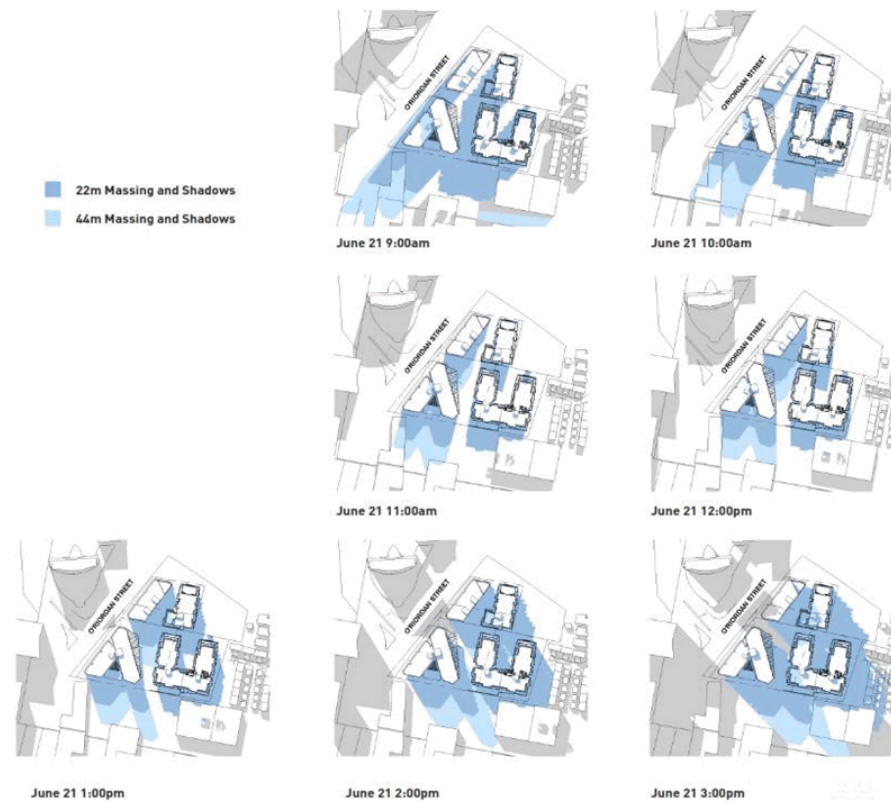 O'RIORDAN STREET
O'RIORDAN STREET
22m Massing and Shadows
44m Massing and Shadows
June 21 9:00am
June 21 10:00am
O'RIORDAN STREET
O'RIORDAN STREET
June 21 11:00am
June 21 12:00pm
O'RIORDAN STREET
O'RIORDAN STREET
O'RIORDAN STREET
June 21 1:00pm
June 21 2:00pm
June 21 3:00pm